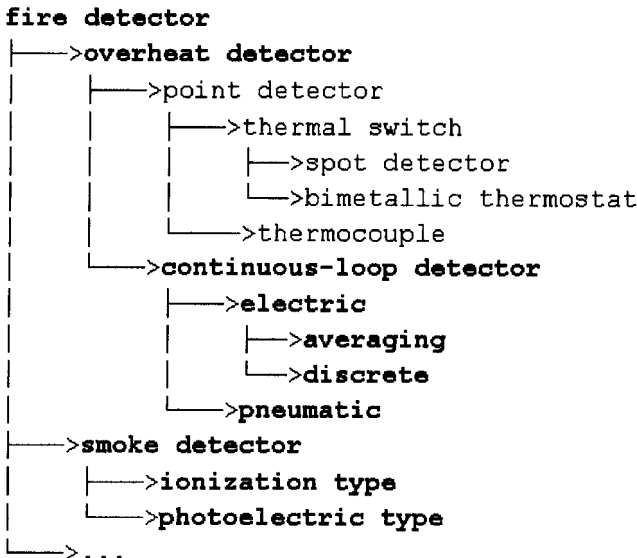 fire detector
>overheat detector
>point detector
>thermal switch
>spot detector
>bimetallic thermostat
>thermocouple
>continuous-loop detector
>electric
>averaging
>discrete
>pneumatic
>smoke detector
>ionization type
>photoelectric type
>...